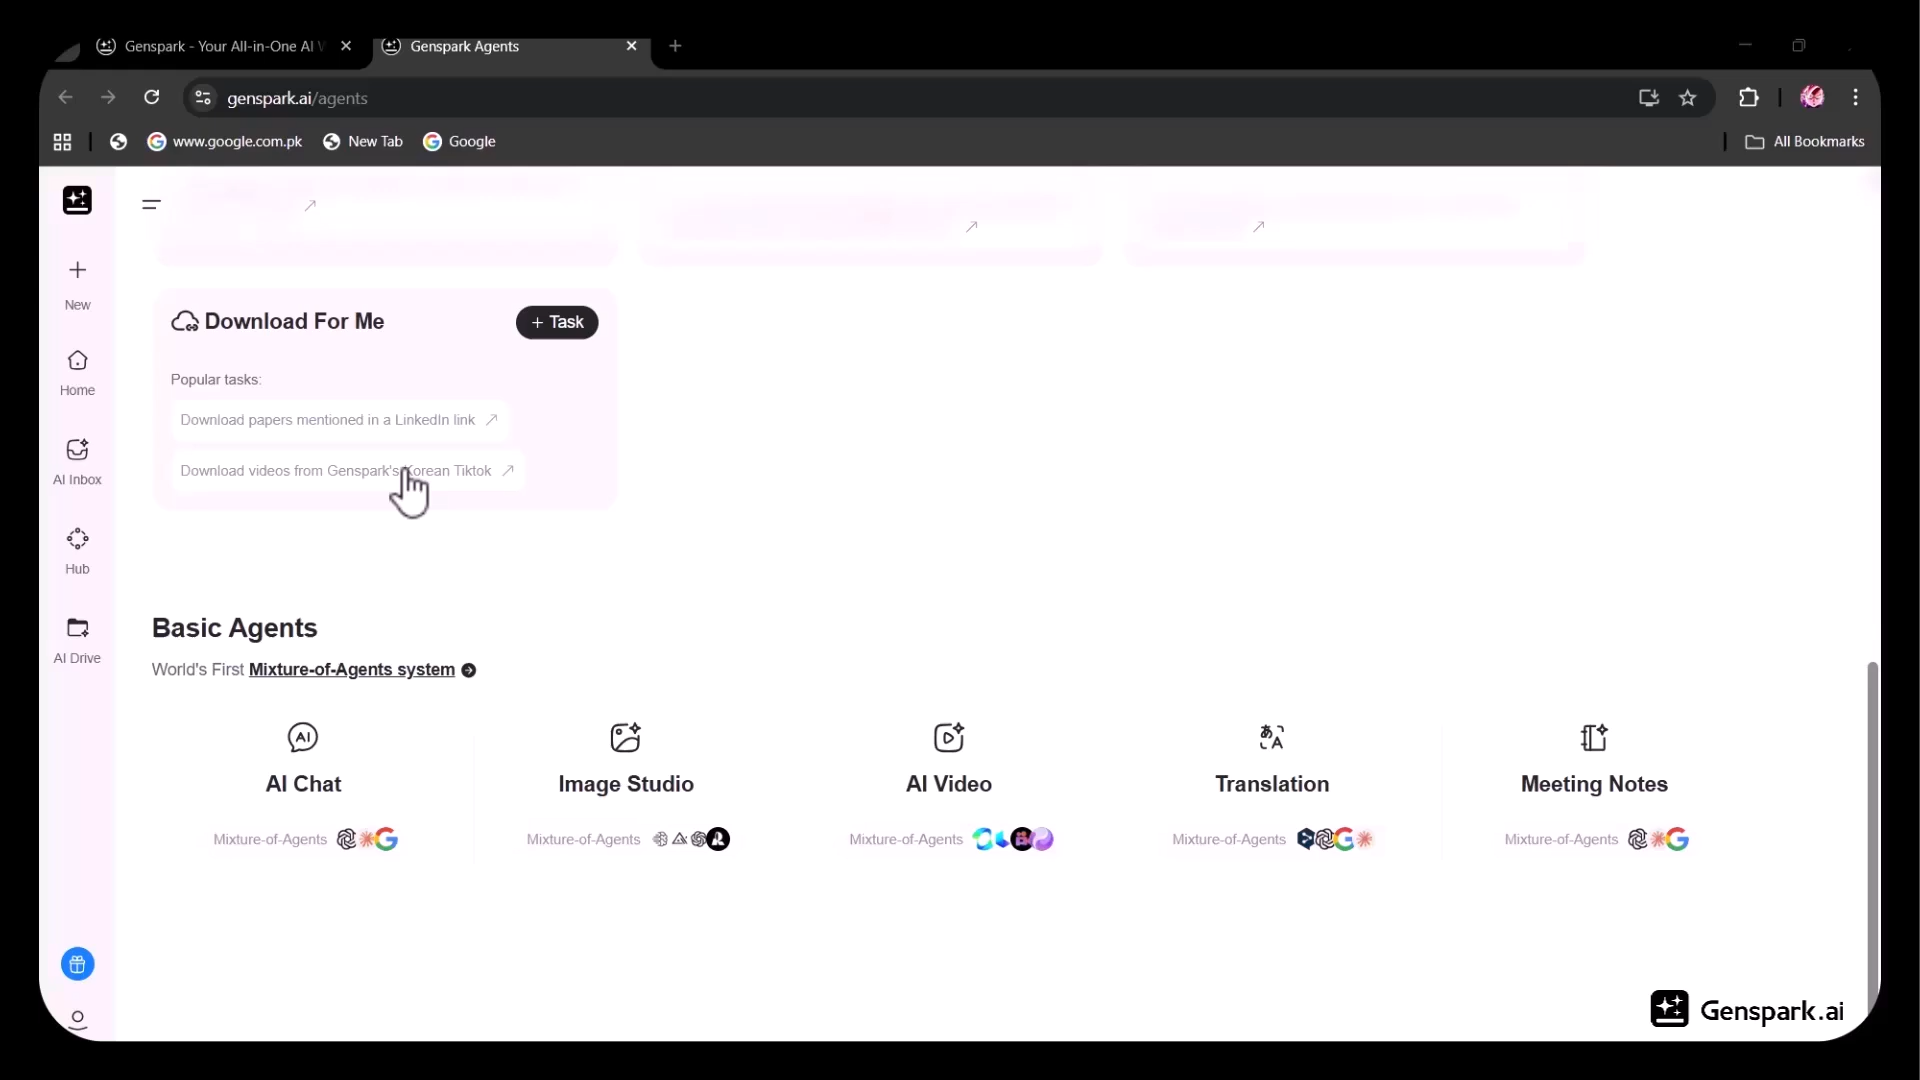 Genspark - Your All-in-One AI W
Genspark Agents
genspark.ai/agents
www.google.com.pk
New Tab
Google
All Bookmarks
New
Home
AI Inbox
Hub
AI Drive
Download For Me
+ Task
Popular tasks:
Download papers mentioned in a LinkedIn link
Download videos from Genspark's Korean Tiktok
Basic Agents
World's First Mixture-of-Agents system
AI Chat
Mixture-of-Agents
Image Studio
Mixture-of-Agents
AI Video
Mixture-of-Agents
Translation
Mixture-of-Agents
Meeting Notes
Mixture-of-Agents
Genspark.ai